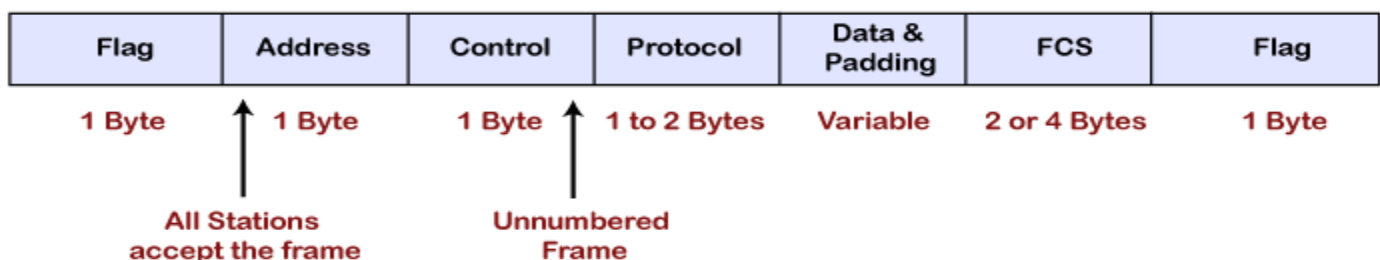 Flag Address Control Protocol Data & Padding FCS Flag
1 Byte 1 Byte 1 Byte 1 to 2 Bytes Variable 2 or 4 Bytes 1 Byte
All Stations
accept the frame
Unnumbered
Frame